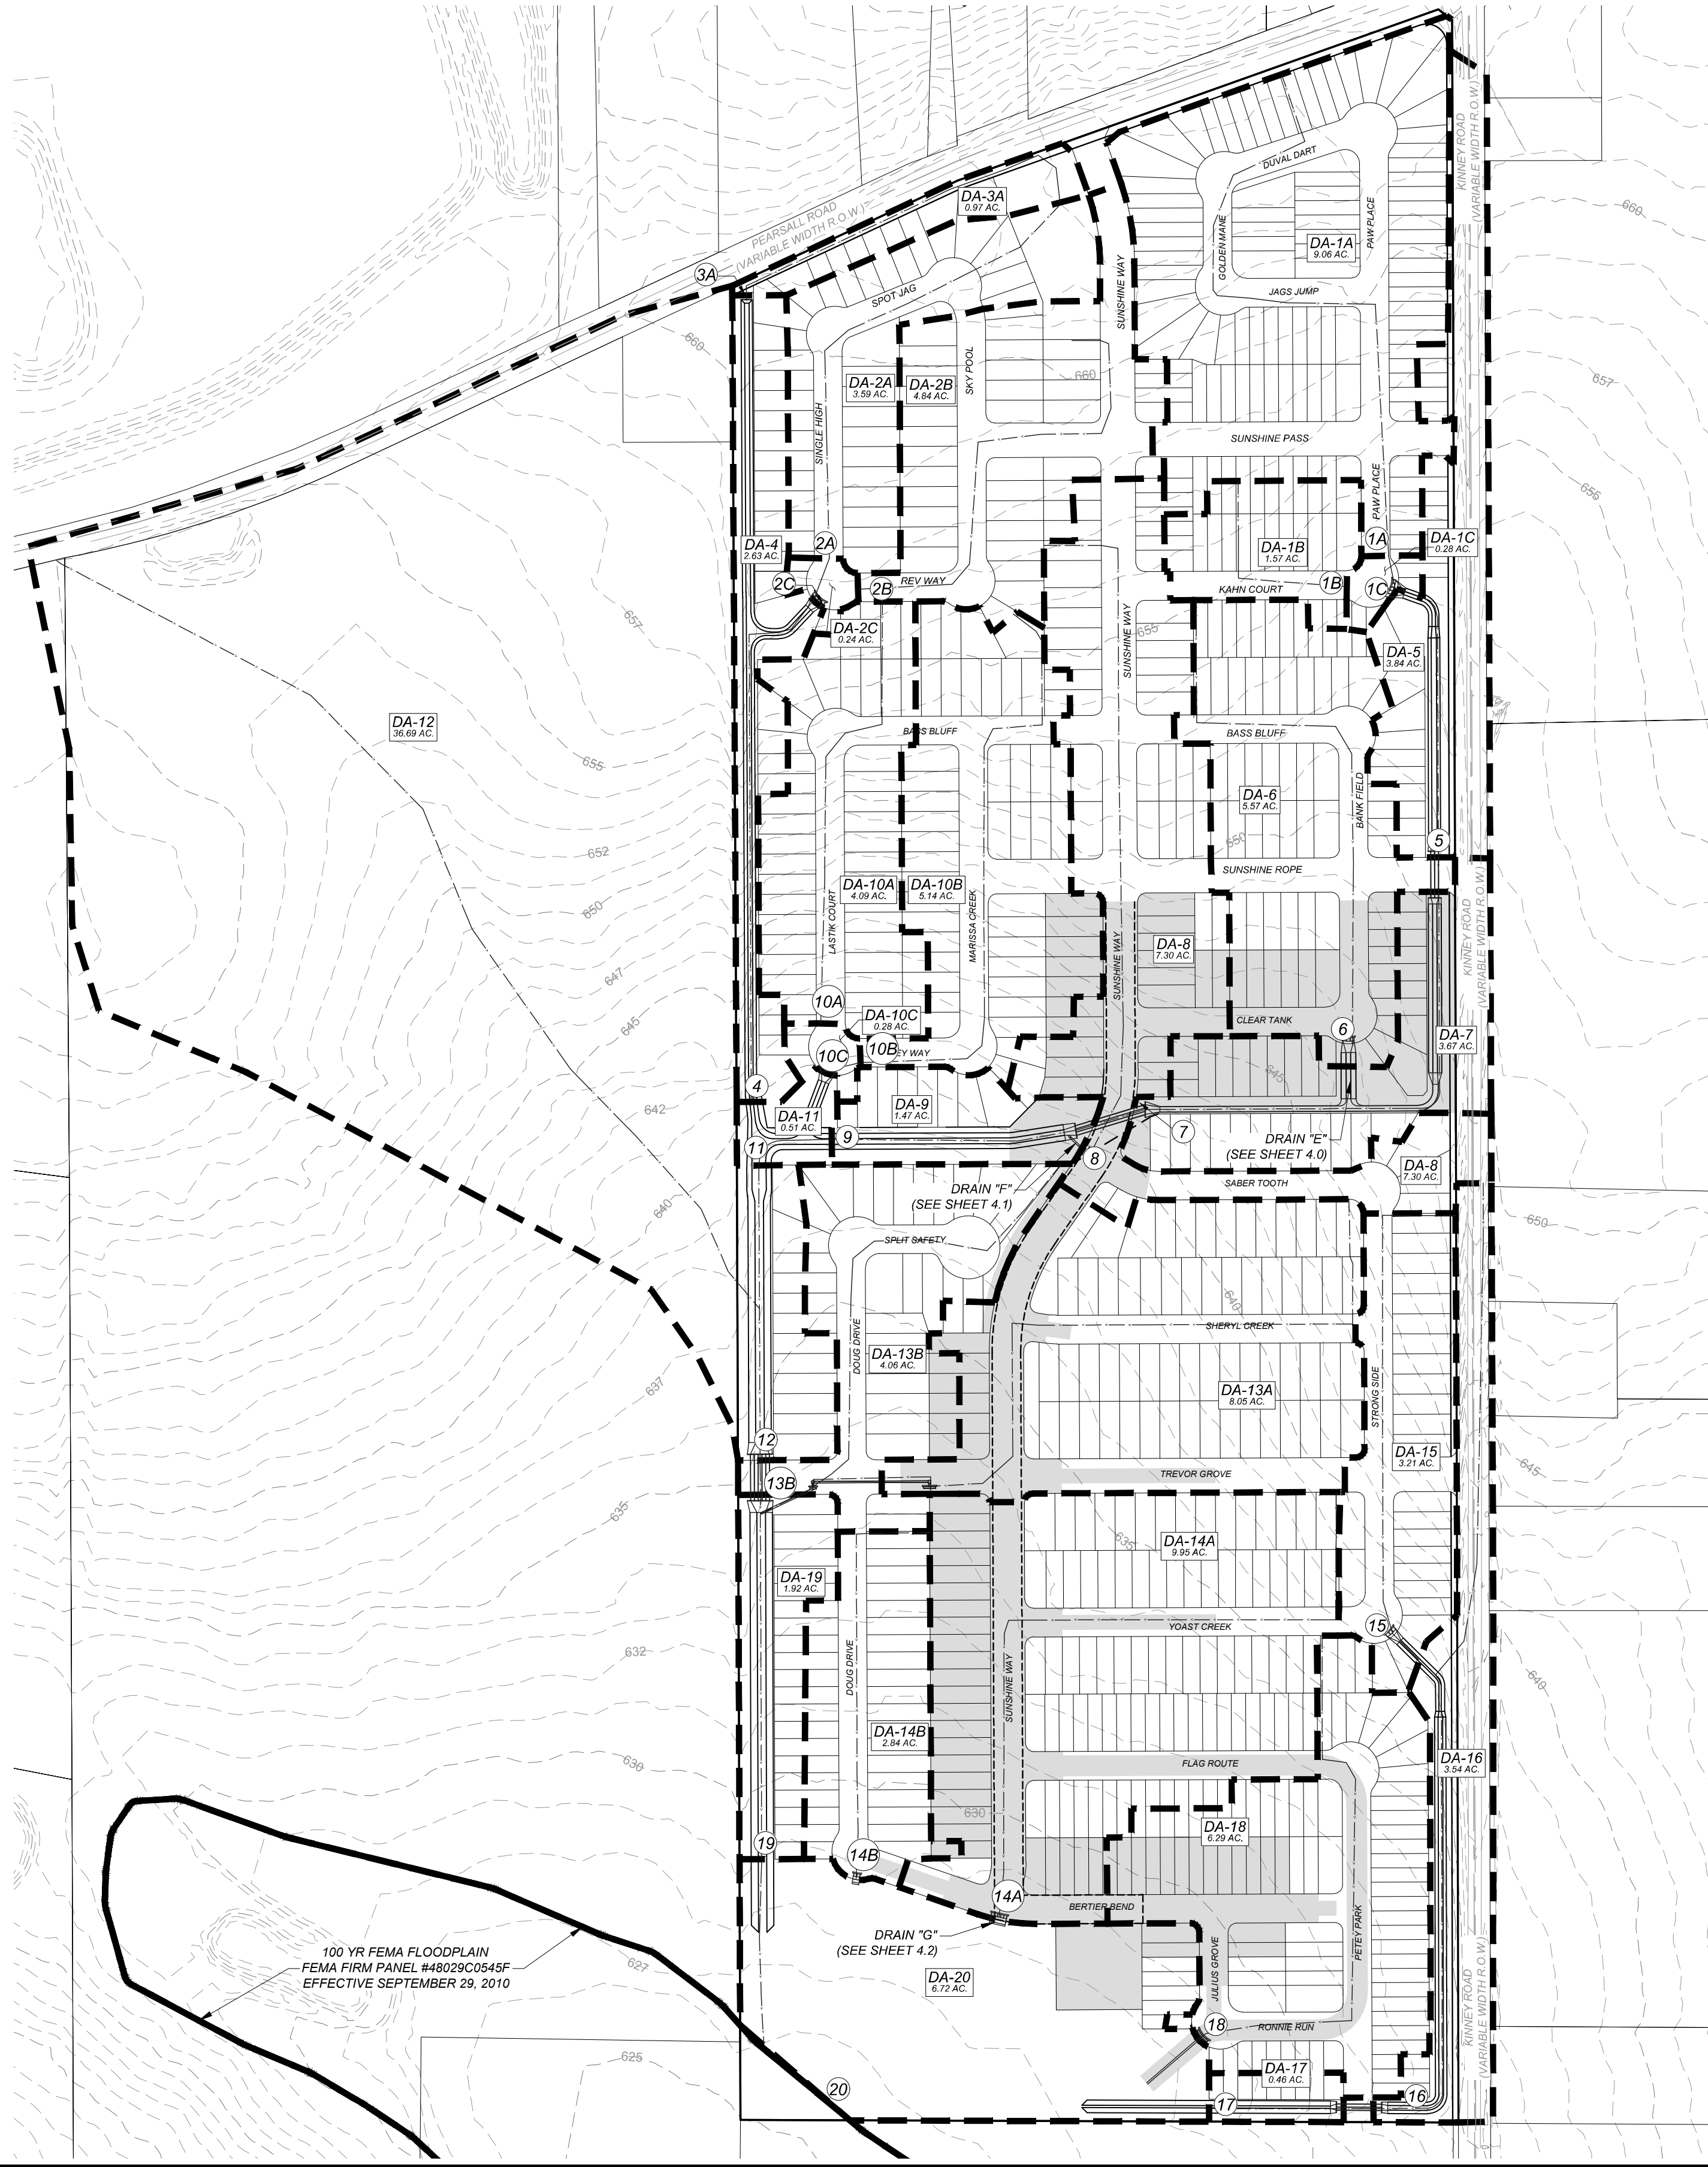 KINNEY ROAD
(VARIABLE WIDTH R.O.W.)
PEARSALL ROAD
(VARIABLE WIDTH R.O.W.)
DUVAL DART
DA-3A
0.97 AC.
GOLDEN MANE
DA-1A
9.06 AC.
PAW PLACE
660
3A
SPOT JAG
SUNSHINE WAY
JAGS JUMP
660
DA-2A
3.59 AC.
DA-2B
4.84 AC.
SKY POOL
660
657
SINGLE HIGH
SUNSHINE PASS
PAW PLACE
655
DA-4
2.63 AC.
2A
1A
DA-1B
1.57 AC.
DA-1C
0.28 AC.
2C
2B
REV WAY
1B
1C
KAHN COURT
657
DA-2C
0.24 AC.
SUNSHINE WAY
655
DA-5
3.84 AC.
DA-12
36.69 AC.
BASS BLUFF
BASS BLUFF
655
DA-6
5.57 AC.
BANK FIELD
652
650
5
SUNSHINE ROPE
DA-10A
4.09 AC.
DA-10B
5.14 AC.
650
LASTIK COURT
MARISSA CREEK
SUNSHINE WAY
DA-8
7.30 AC.
KINNEY ROAD
(VARIABLE WIDTH R.O.W.)
647
10A
DA-10C
0.28 AC.
CLEAR TANK
645
6
DA-7
3.67 AC.
10C
10B
EY WAY
645
4
642
DA-11
0.51 AC.
DA-9
1.47 AC.
9
7
11
8
DRAIN "E"
(SEE SHEET 4.0)
DA-8
7.30 AC.
SABER TOOTH
DRAIN "F"
(SEE SHEET 4.1)
640
650
SPLIT SAFETY
640
SHERYL CREEK
DOUG DRIVE
DA-13B
4.06 AC.
637
DA-13A
8.05 AC.
STRONG SIDE
12
DA-15
3.21 AC.
645
13B
TREVOR GROVE
635
635
DA-14A
9.95 AC.
DA-19
1.92 AC.
15
YOAST CREEK
632
DOUG DRIVE
SUNSHINE WAY
640
DA-14B
2.84 AC.
DA-16
3.54 AC.
630
FLAG ROUTE
630
DA-18
6.29 AC,
19
14B
14A
BERTIER BEND
PETEY PARK
DRAIN "G"
(SEE SHEET 4.2)
100 YR FEMA FLOODPLAIN
FEMA FIRM PANEL #48029C0545F
EFFECTIVE SEPTEMBER 29, 2010
627
JULIUS GROVE
DA-20
6.72 AC.
KINNEY ROAD
(VARIABLE WIDTH R.O.W.)
18
RONNIE RUN
625
20
DA-17
0.46 AC.
17
16